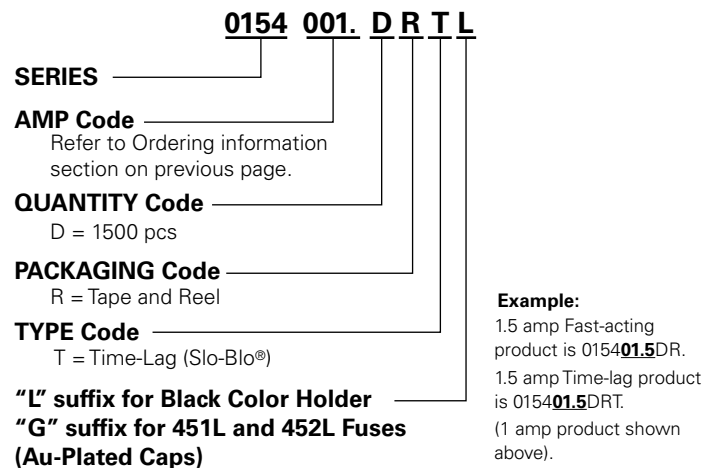 0154 001. D R T L
SERIES
AMP Code
Refer to Ordering information
section on previous page.
QUANTITY Code
D = 1500 pcs
PACKAGING Code
R = Tape and Reel
TYPE Code
T = Time-Lag (Slo-Blo®)
“L” suffix for Black Color Holder
“G” suffix for 451L and 452L Fuses
(Au-Plated Caps)
Example:
1.5 amp Fast-acting
product is 015401.5DR.
1.5 amp Time-lag product
is 015401.5DRT.
(1 amp product shown
above).